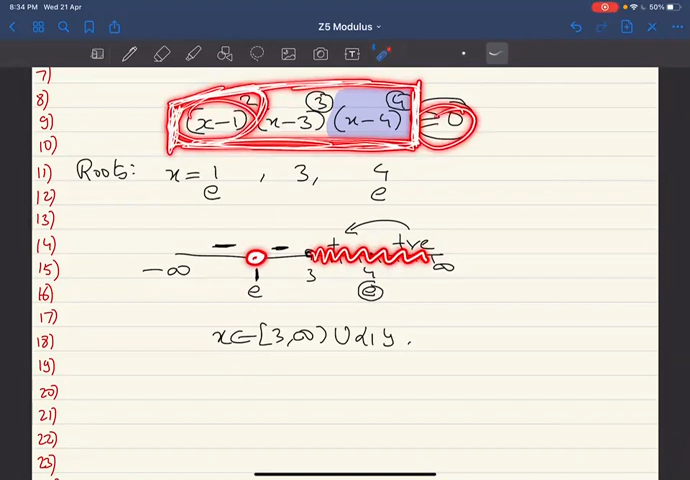 8:34 PM Wed 21 Apr
50%
Z5 Modulus
7)
8)
9) (x-1)² (x-3)³ (x-4)⁴ ≥ 0
10)
11) Roots: x = 1, 3, 4
12) e e
13)
14) - - + +ve
15) -∞ 1 3 4 ∞
16) e e
17)
18) x ∈ [3,∞) ∪ {1}.
19)
20)
21)
22)
23)